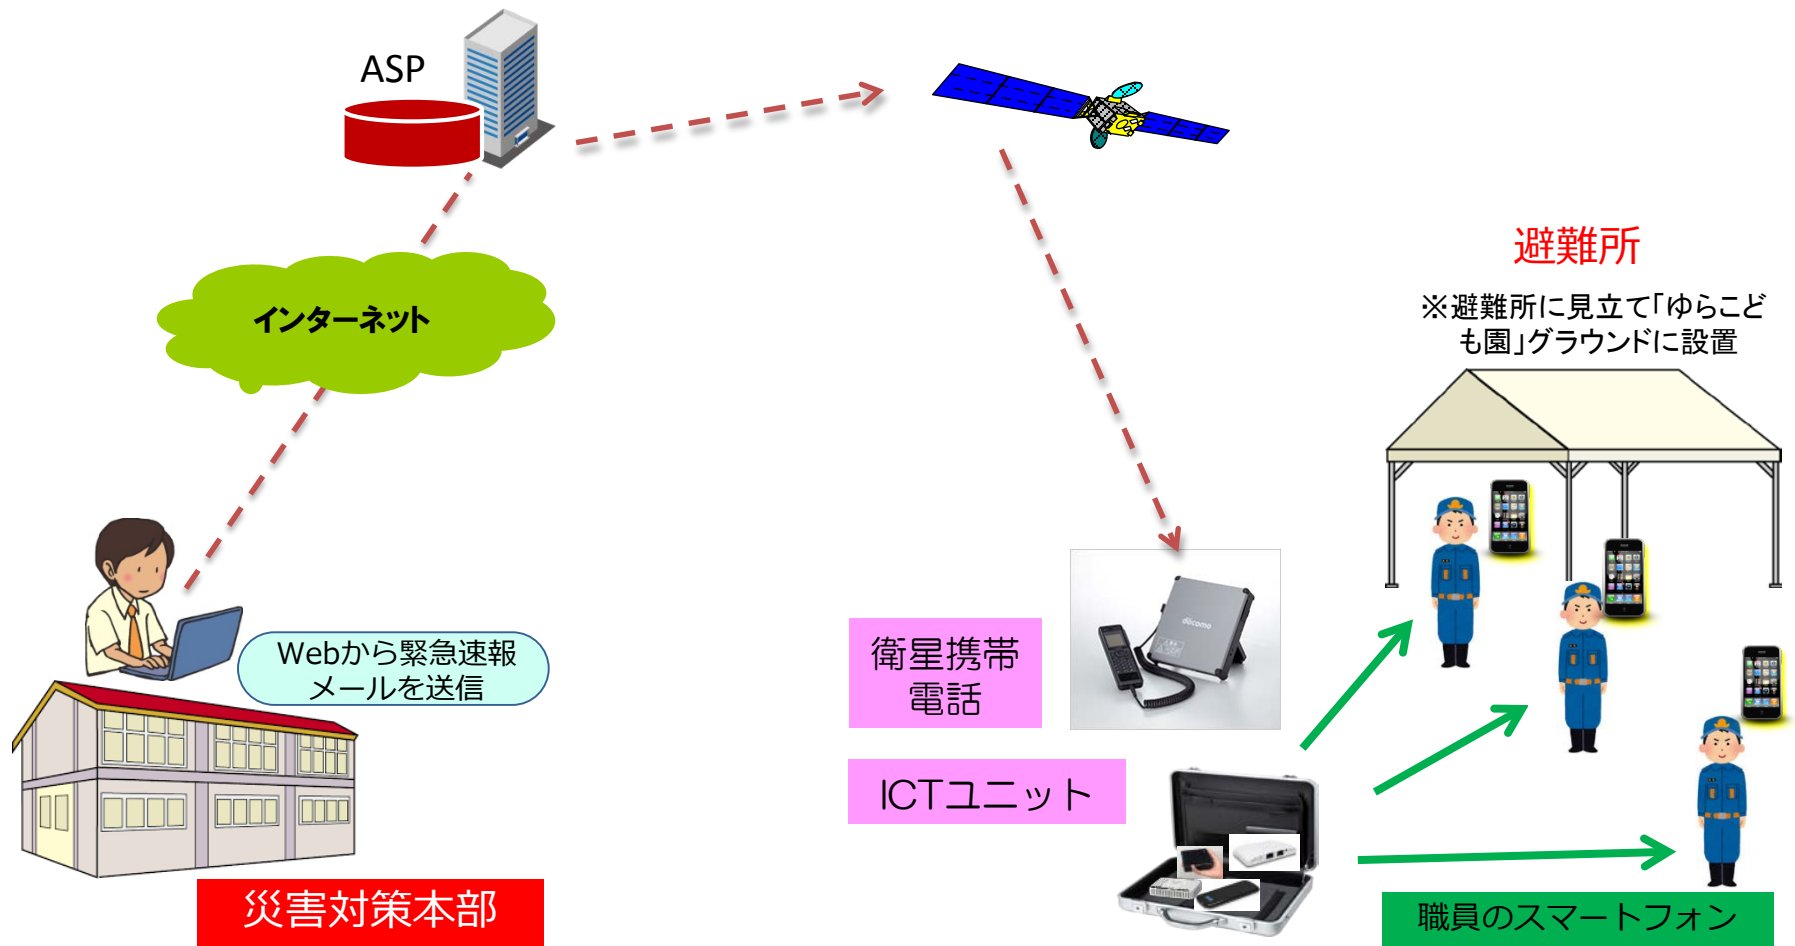 ASP
インターネット
避難所
※避難所に見立て「ゆらこど
も園」グラウンドに設置
Webから緊急速報
メールを送信
衛星携帯
電話
docomo
ICTユニット
災害対策本部
職員のスマートフォン